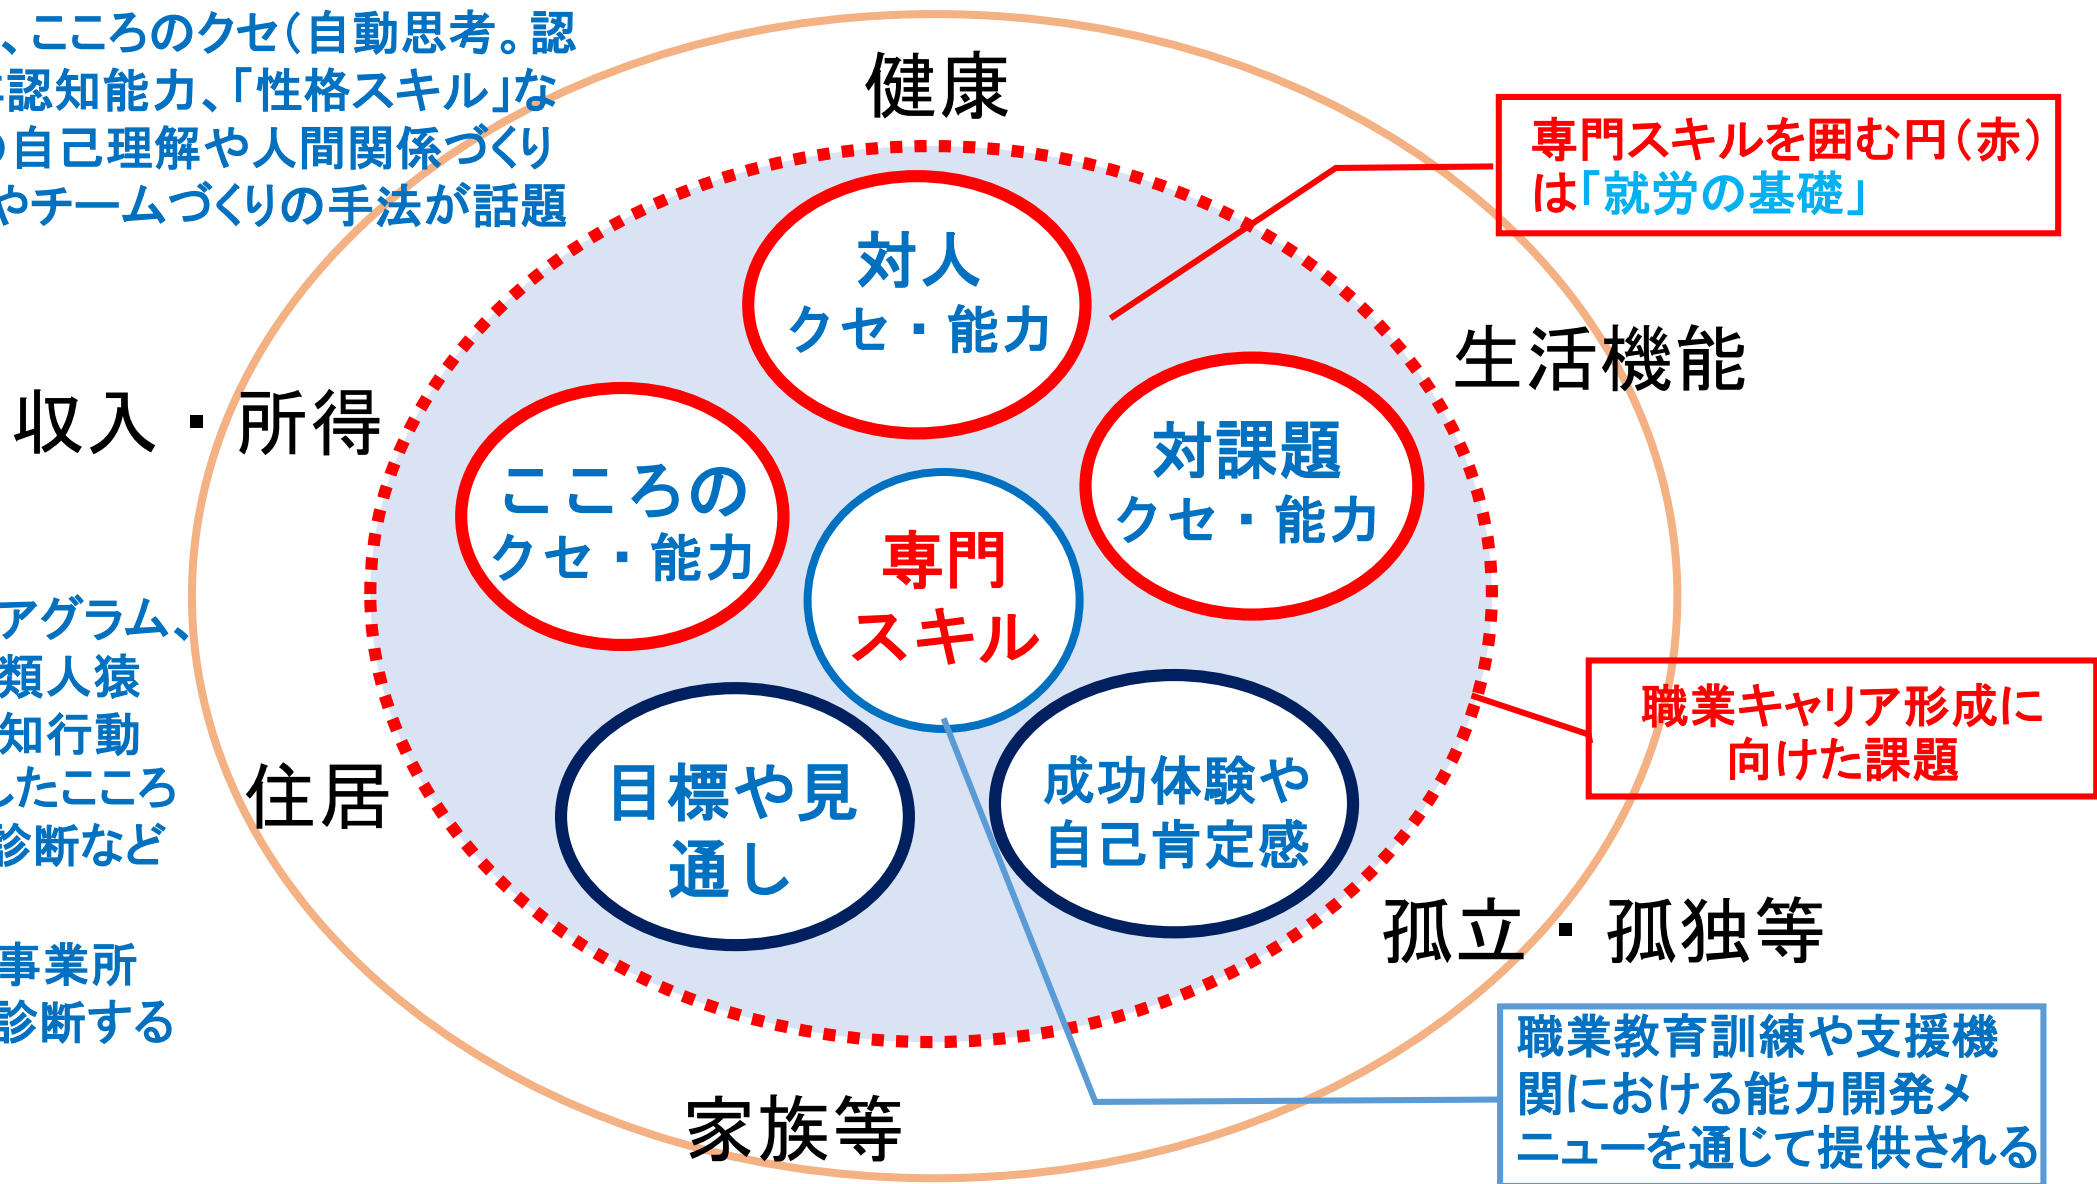 、こころのクセ（自動思考。認
認知能力、「性格スキル」な
の自己理解や人間関係づくり
やチームづくりの手法が話題
健康
専門スキルを囲む円（赤）
は「就労の基礎」
対人
クセ・能力
生活機能
収入・所得
対課題
クセ・能力
こころの
クセ・能力
専門
スキル
アグラム、
類人猿
知行動
したこころ
診断など
職業キャリア形成に
向けた課題
住居
目標や見
通し
成功体験や
自己肯定感
孤立・孤独等
事業所
診断する
職業教育訓練や支援機
関における能力開発メ
ニューを通じて提供される
家族等